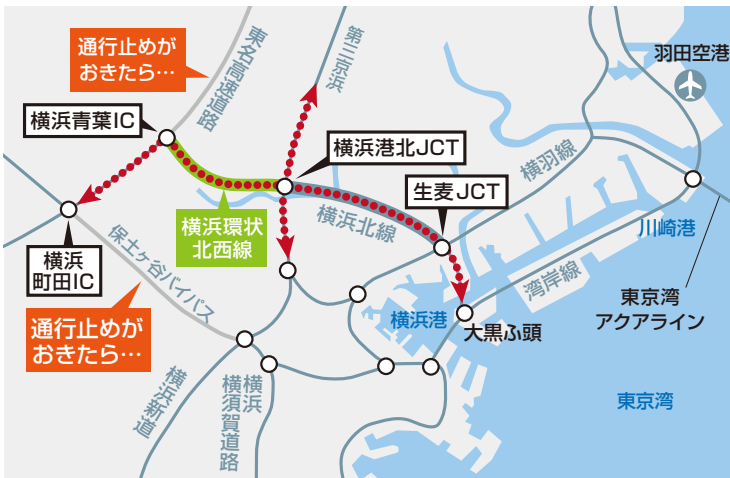 通行止めが
おきたら…
東名高速道路
第三京浜
羽田空港
横浜青葉IC
横浜港北JCT
横羽線
生麦JCT
横浜環状
北西線
横浜北線
川崎港
横浜
町田IC
保土ヶ谷バイパス
湾岸線
東京湾
アクアライン
通行止めが
おきたら…
横浜港
大黒ふ頭
横浜新道
横浜
横須賀道路
東京湾